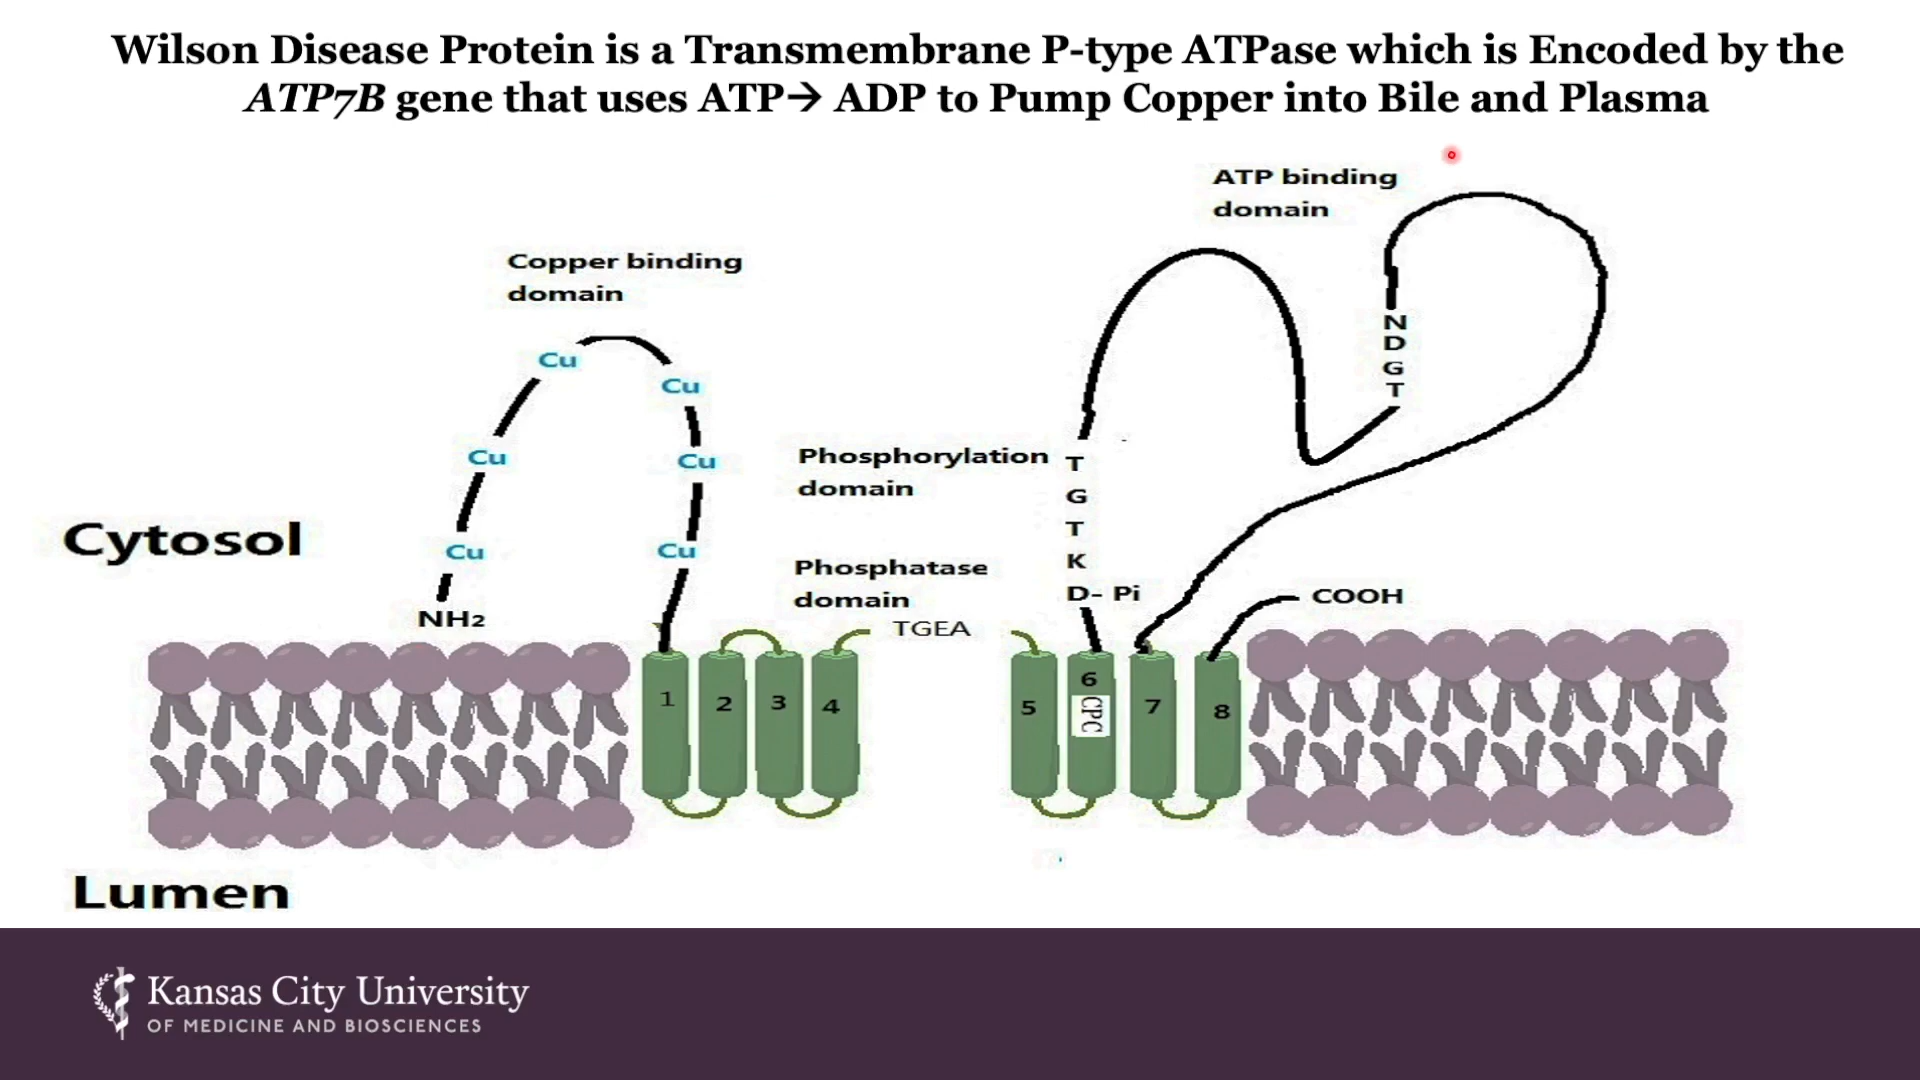 Wilson Disease Protein is a Transmembrane P-type ATPase which is Encoded by the
ATP7B gene that uses ATP→ ADP to Pump Copper into Bile and Plasma
ATP binding
domain
Copper binding
domain
Cu
Cu
Cu
Cu
Cu
Cu
NH2
N
D
G
T
Phosphorylation
domain
T
G
T
K
D- Pi
Cytosol
Phosphatase
domain
TGEA
COOH
1
2
3
4
5
6
CPC
7
8
Lumen
Kansas City University
OF MEDICINE AND BIOSCIENCES